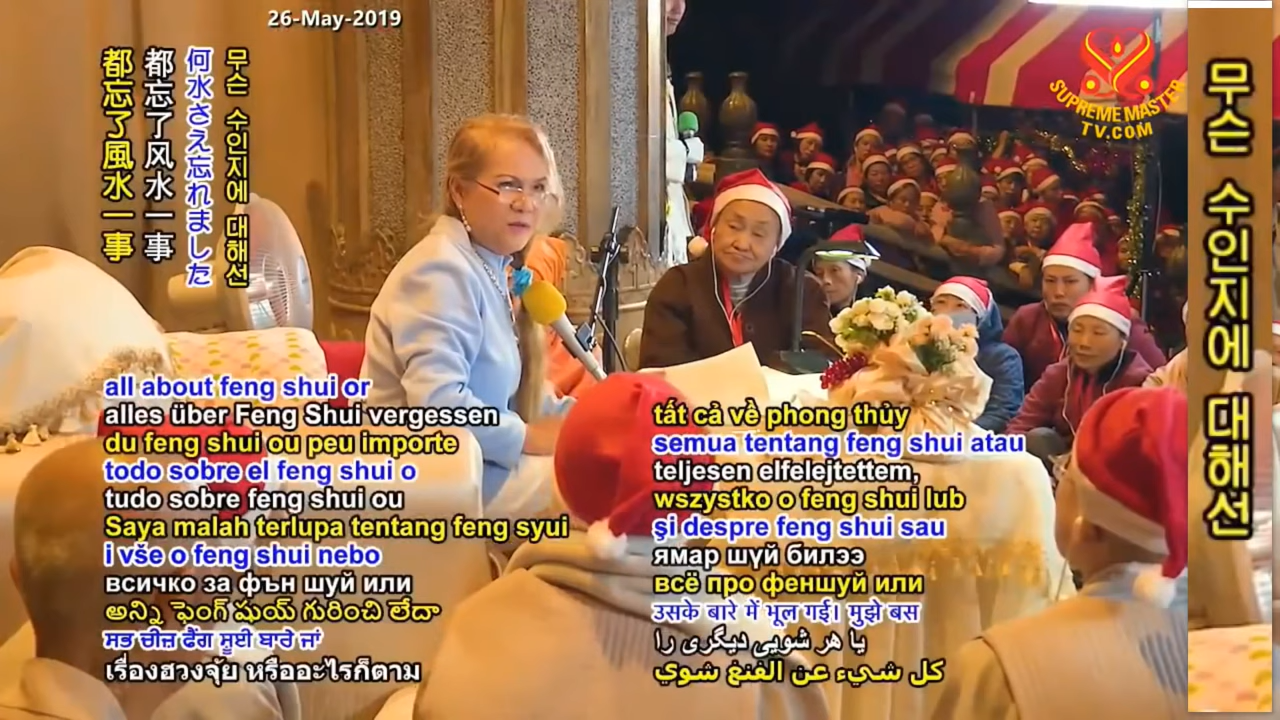 26-May-2019
SUPREME MASTER
TV.COM
무슨 수인지에 대해선
何水さえ忘れました
都忘了风水一事
都忘了風水一事
all about feng shui or
alles über Feng Shui vergessen
du feng shui ou peu importe
todo sobre el feng shui o
tudo sobre feng shui ou
Saya malah terlupa tentang feng syui
i vše o feng shui nebo
всичко за фън шуй или
అన్ని ఫెంగ్ షుయ్ గురించి లేదా
ਸਭ ਚੀਜ਼ ਫੈਂਗ ਸ਼ੂਈ ਬਾਰੇ ਜਾਂ
เรื่องฮวงจุ้ย หรืออะไรก็ตาม
tất cả về phong thủy
semua tentang feng shui atau
teljesen elfelejtettem,
wszystko o feng shui lub
şi despre feng shui sau
ямар шүй билээ
всё про феншуй или
उसके बारे में भूल गई। मुझे बस
یا هر شویی دیگری را
كل شيء عن الفنغ شوي
무슨 수인지에 대해선